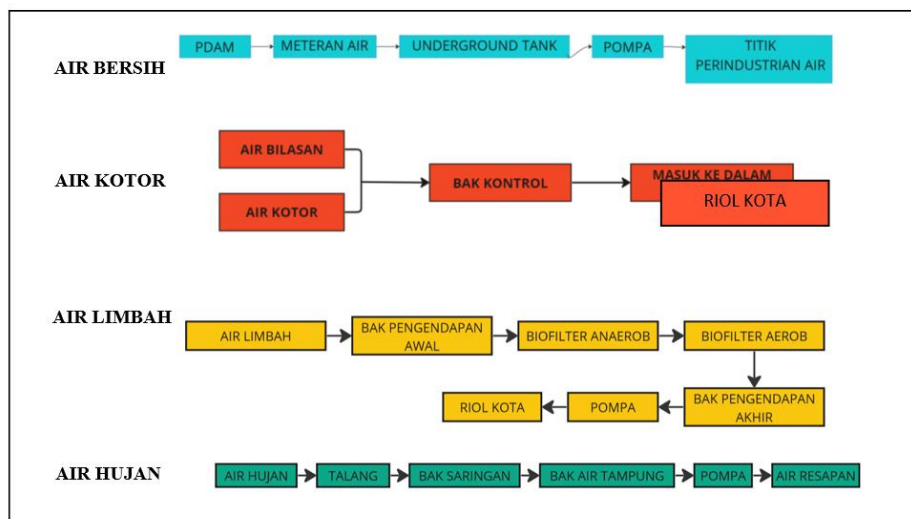 PDAM
METERAN AIR
UNDERGROUND TANK
POMPA
TITIK
PERINDUSTRIAN AIR
AIR BERSIH
AIR BILASAN
AIR KOTOR
AIR KOTOR
BAK KONTROL
MASUK KE DALAM
RIOL KOTA
AIR LIMBAH
AIR LIMBAH
BAK PENGENDAPAN
AWAL
BIOFILTER ANAEROB
BIOFILTER AEROB
RIOL KOTA
POMPA
BAK PENGENDAPAN
AKHIR
AIR HUJAN
AIR HUJAN
TALANG
BAK SARINGAN
BAK AIR TAMPUNG
POMPA
AIR RESAPAN